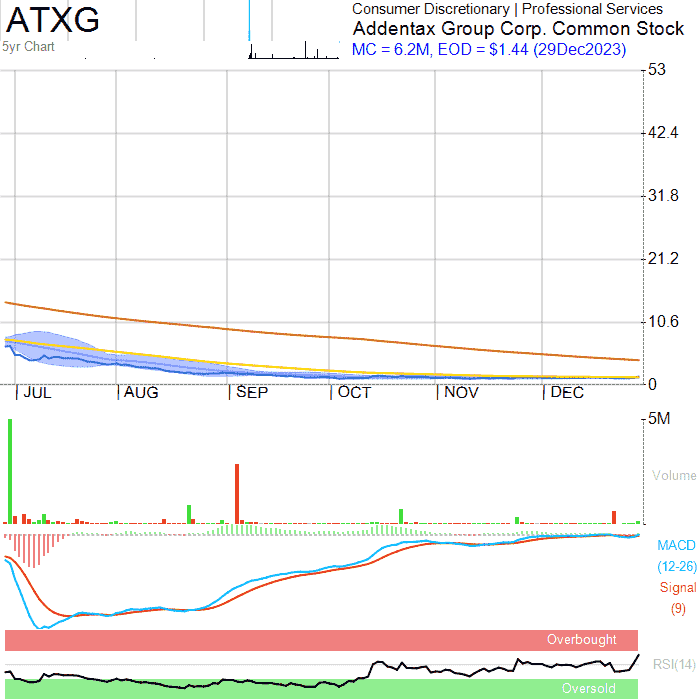 ATXG
5yr Chart
Consumer Discretionary | Professional Services
Addentax Group Corp. Common Stock
MC = 6.2M, EOD = $1.44 (29Dec2023)
53
42.4
31.8
21.2
10.6
0
JUL
AUG
SEP
OCT
NOV
DEC
5M
Volume
MACD
(12-26)
Signal
(9)
Overbought
RSI(14)
Oversold